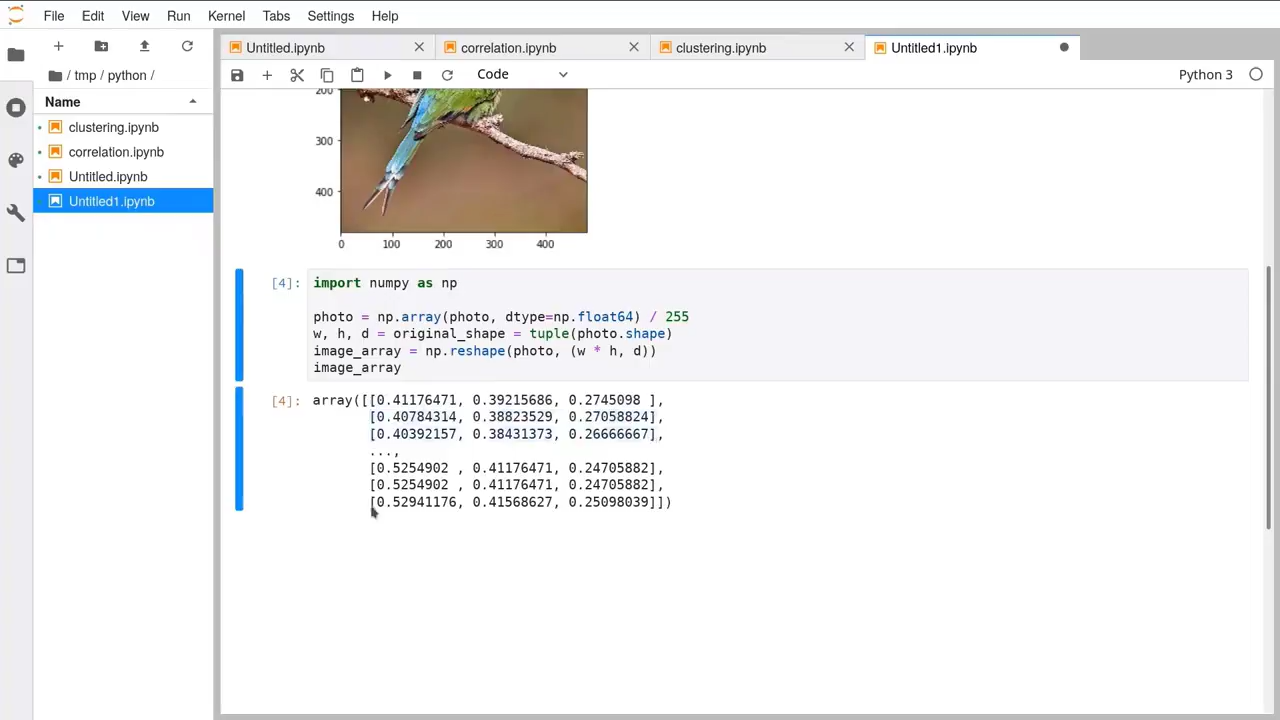 File Edit View Run Kernel Tabs Settings Help
Untitled.ipynb
correlation.ipynb
clustering.ipynb
Untitled1.ipynb
Code
Python 3
/ tmp / python /
Name
clustering.ipynb
correlation.ipynb
Untitled.ipynb
Untitled1.ipynb
200
300
400
0 100 200 300 400
[4]:
import numpy as np
photo = np.array(photo, dtype=np.float64) / 255
w, h, d = original_shape = tuple(photo.shape)
image_array = np.reshape(photo, (w * h, d))
image_array
[4]:
array([[0.41176471, 0.39215686, 0.2745098 ],
[0.40784314, 0.38823529, 0.27058824],
[0.40392157, 0.38431373, 0.26666667],
...,
[0.5254902 , 0.41176471, 0.24705882],
[0.5254902 , 0.41176471, 0.24705882],
[0.52941176, 0.41568627, 0.25098039]])